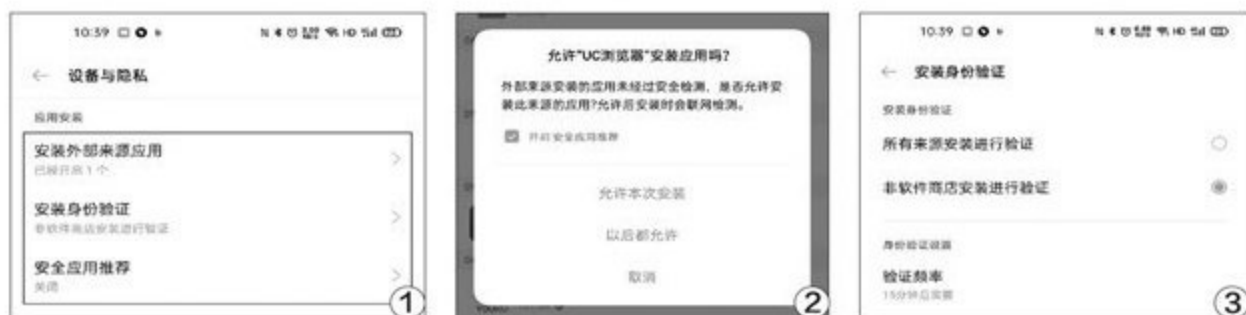 10:39
设备与隐私
应用安装
安装外部来源应用
已经开启 1 个
安装身份验证
非软件商店安装进行验证
安全应用推荐
关闭
①
允许"UC浏览器"安装应用吗?
外部来源安装的应用未经过安全检测，是否允许安
装此来源的应用?允许后安装时会联网检测。
开启安全应用推荐
允许本次安装
以后都允许
取消
②
10:39
安装身份验证
安装身份验证
所有来源安装进行验证
非软件商店安装进行验证
身份验证设置
验证频率
15分钟后需要
③